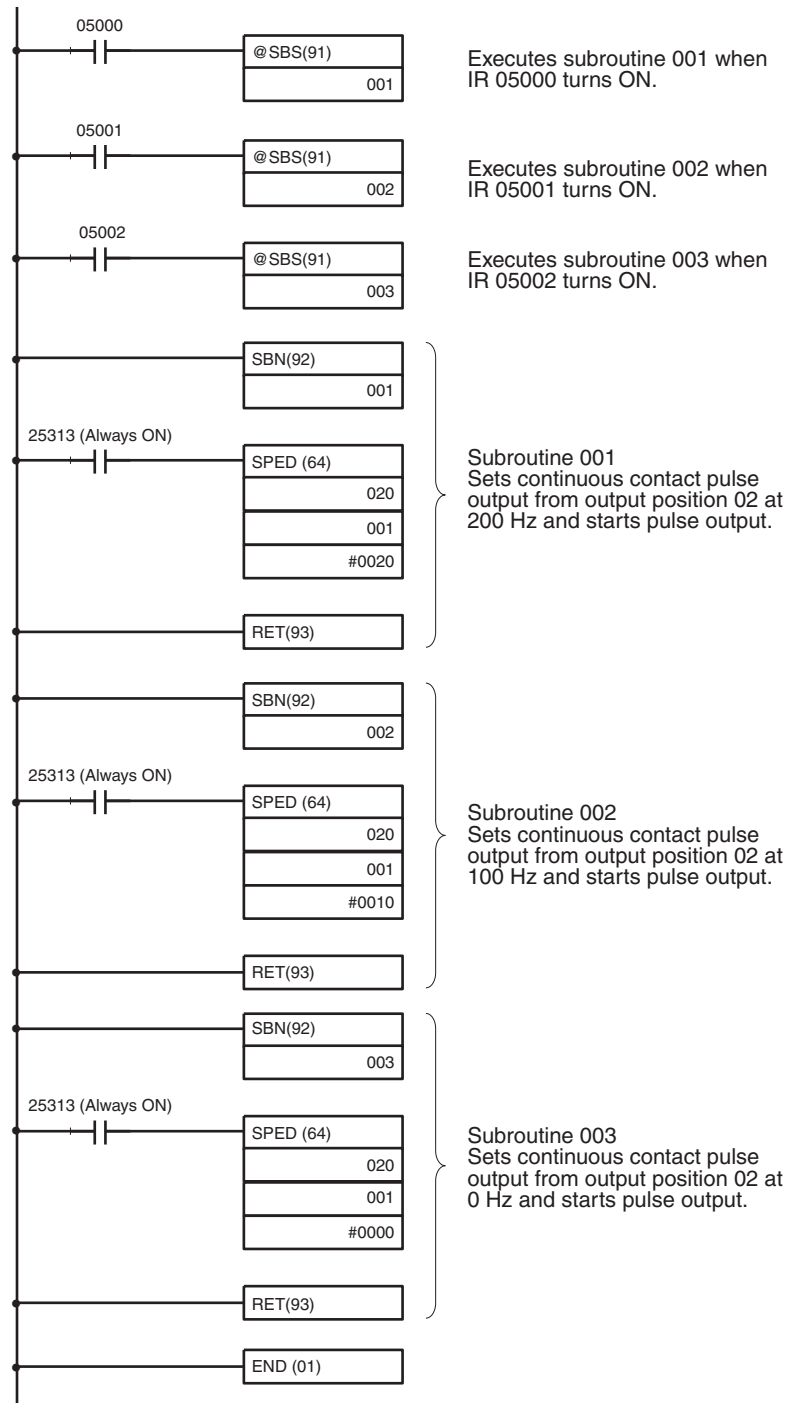 05000
@SBS(91)
001
Executes subroutine 001 when
IR 05000 turns ON.
05001
@SBS(91)
002
Executes subroutine 002 when
IR 05001 turns ON.
05002
@SBS(91)
003
Executes subroutine 003 when
IR 05002 turns ON.
SBN(92)
001
25313 (Always ON)
SPED (64)
020
001
#0020
Subroutine 001
Sets continuous contact pulse
output from output position 02 at
200 Hz and starts pulse output.
RET(93)
SBN(92)
002
25313 (Always ON)
SPED (64)
020
001
#0010
Subroutine 002
Sets continuous contact pulse
output from output position 02 at
100 Hz and starts pulse output.
RET(93)
SBN(92)
003
25313 (Always ON)
SPED (64)
020
001
#0000
Subroutine 003
Sets continuous contact pulse
output from output position 02 at
0 Hz and starts pulse output.
RET(93)
END (01)